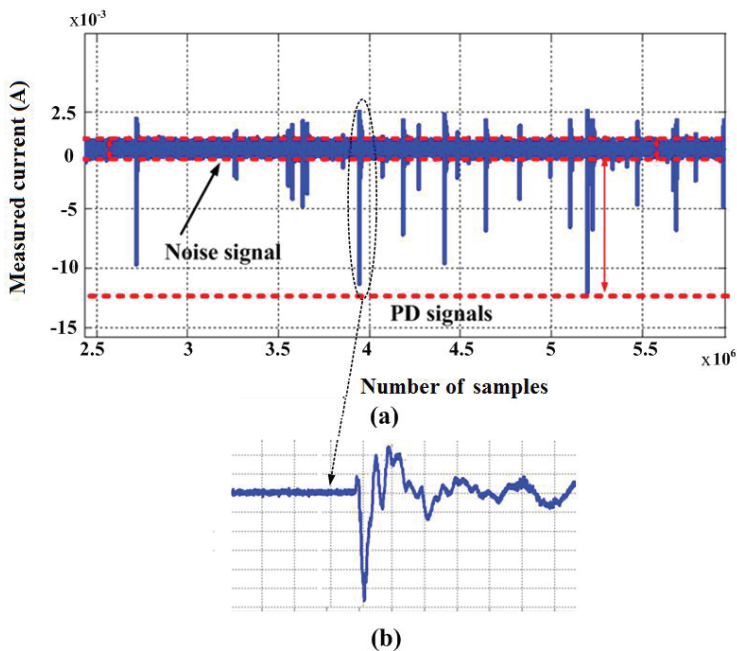 x10⁻³
Measured current (A)
2.5
0
-5
-10
-15
Noise signal
PD signals
2.5
3
3.5
4
4.5
5
5.5
x10⁶
Number of samples
(a)
(b)